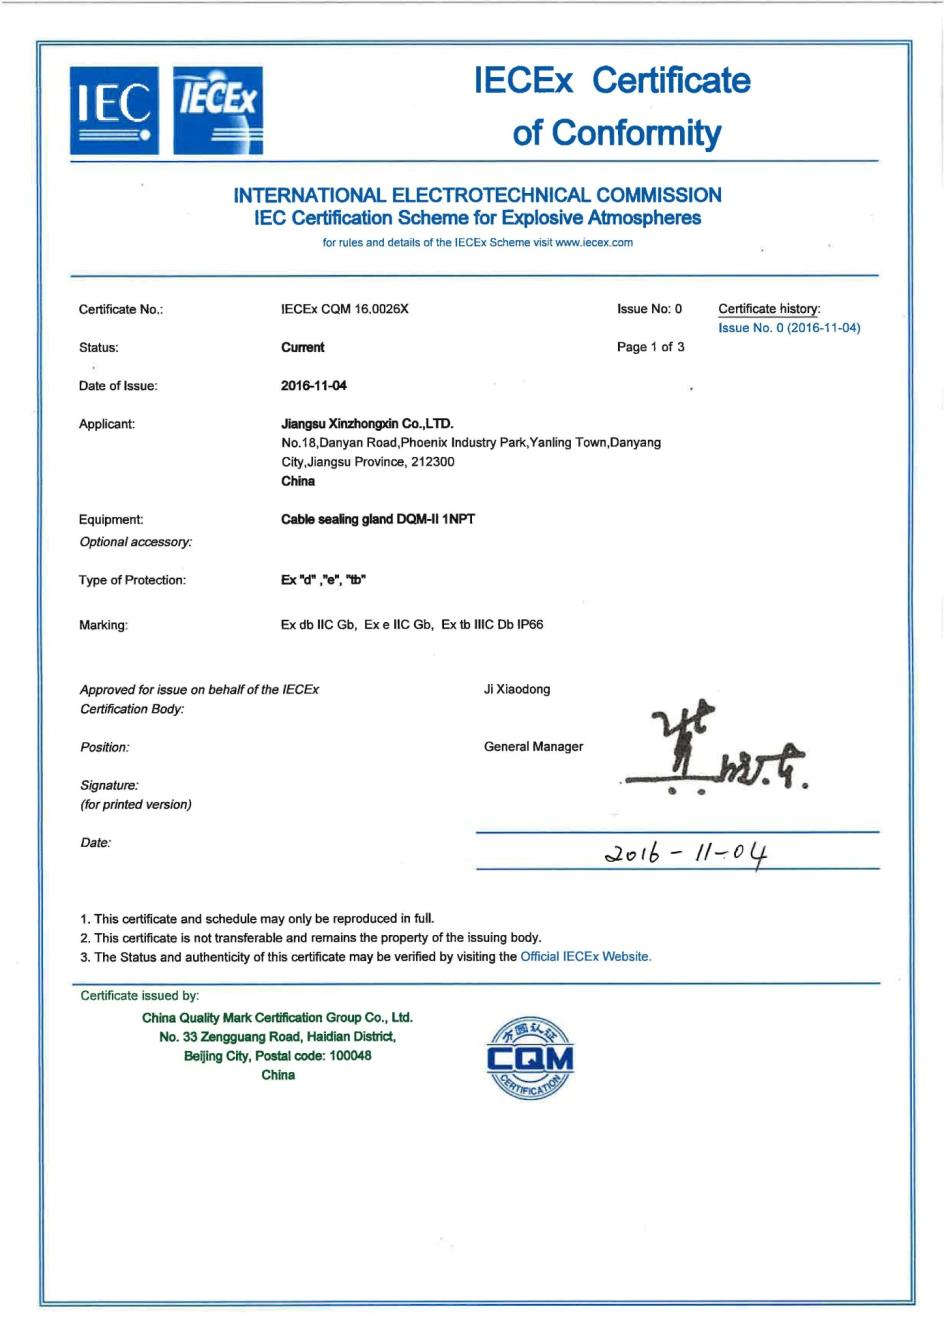 IEC
IECEx
IECEx Certificate
of Conformity
INTERNATIONAL ELECTROTECHNICAL COMMISSION
IEC Certification Scheme for Explosive Atmospheres
for rules and details of the IECEx Scheme visit www.iecex.com
Certificate No.: IECEx CQM 16.0026X Issue No: 0 Certificate history:
Issue No. 0 (2016-11-04)
Status: Current Page 1 of 3
Date of Issue: 2016-11-04
Applicant: Jiangsu Xinzhongxin Co.,LTD.
No.18,Danyan Road,Phoenix Industry Park,Yanling Town,Danyang
City,Jiangsu Province, 212300
China
Equipment: Cable sealing gland DQM-II 1NPT
Optional accessory:
Type of Protection: Ex "d" ,"e", "tb"
Marking: Ex db IIC Gb, Ex e IIC Gb, Ex tb IIIC Db IP66
Approved for issue on behalf of the IECEx Ji Xiaodong
Certification Body:
Position: General Manager
Signature:
(for printed version)
Date:
2016-11-04
1. This certificate and schedule may only be reproduced in full.
2. This certificate is not transferable and remains the property of the issuing body.
3. The Status and authenticity of this certificate may be verified by visiting the Official IECEx Website.
Certificate issued by:
China Quality Mark Certification Group Co., Ltd.
No. 33 Zengguang Road, Haidian District,
Beijing City, Postal code: 100048
China
方圆认证
CQM
CERTIFICATION